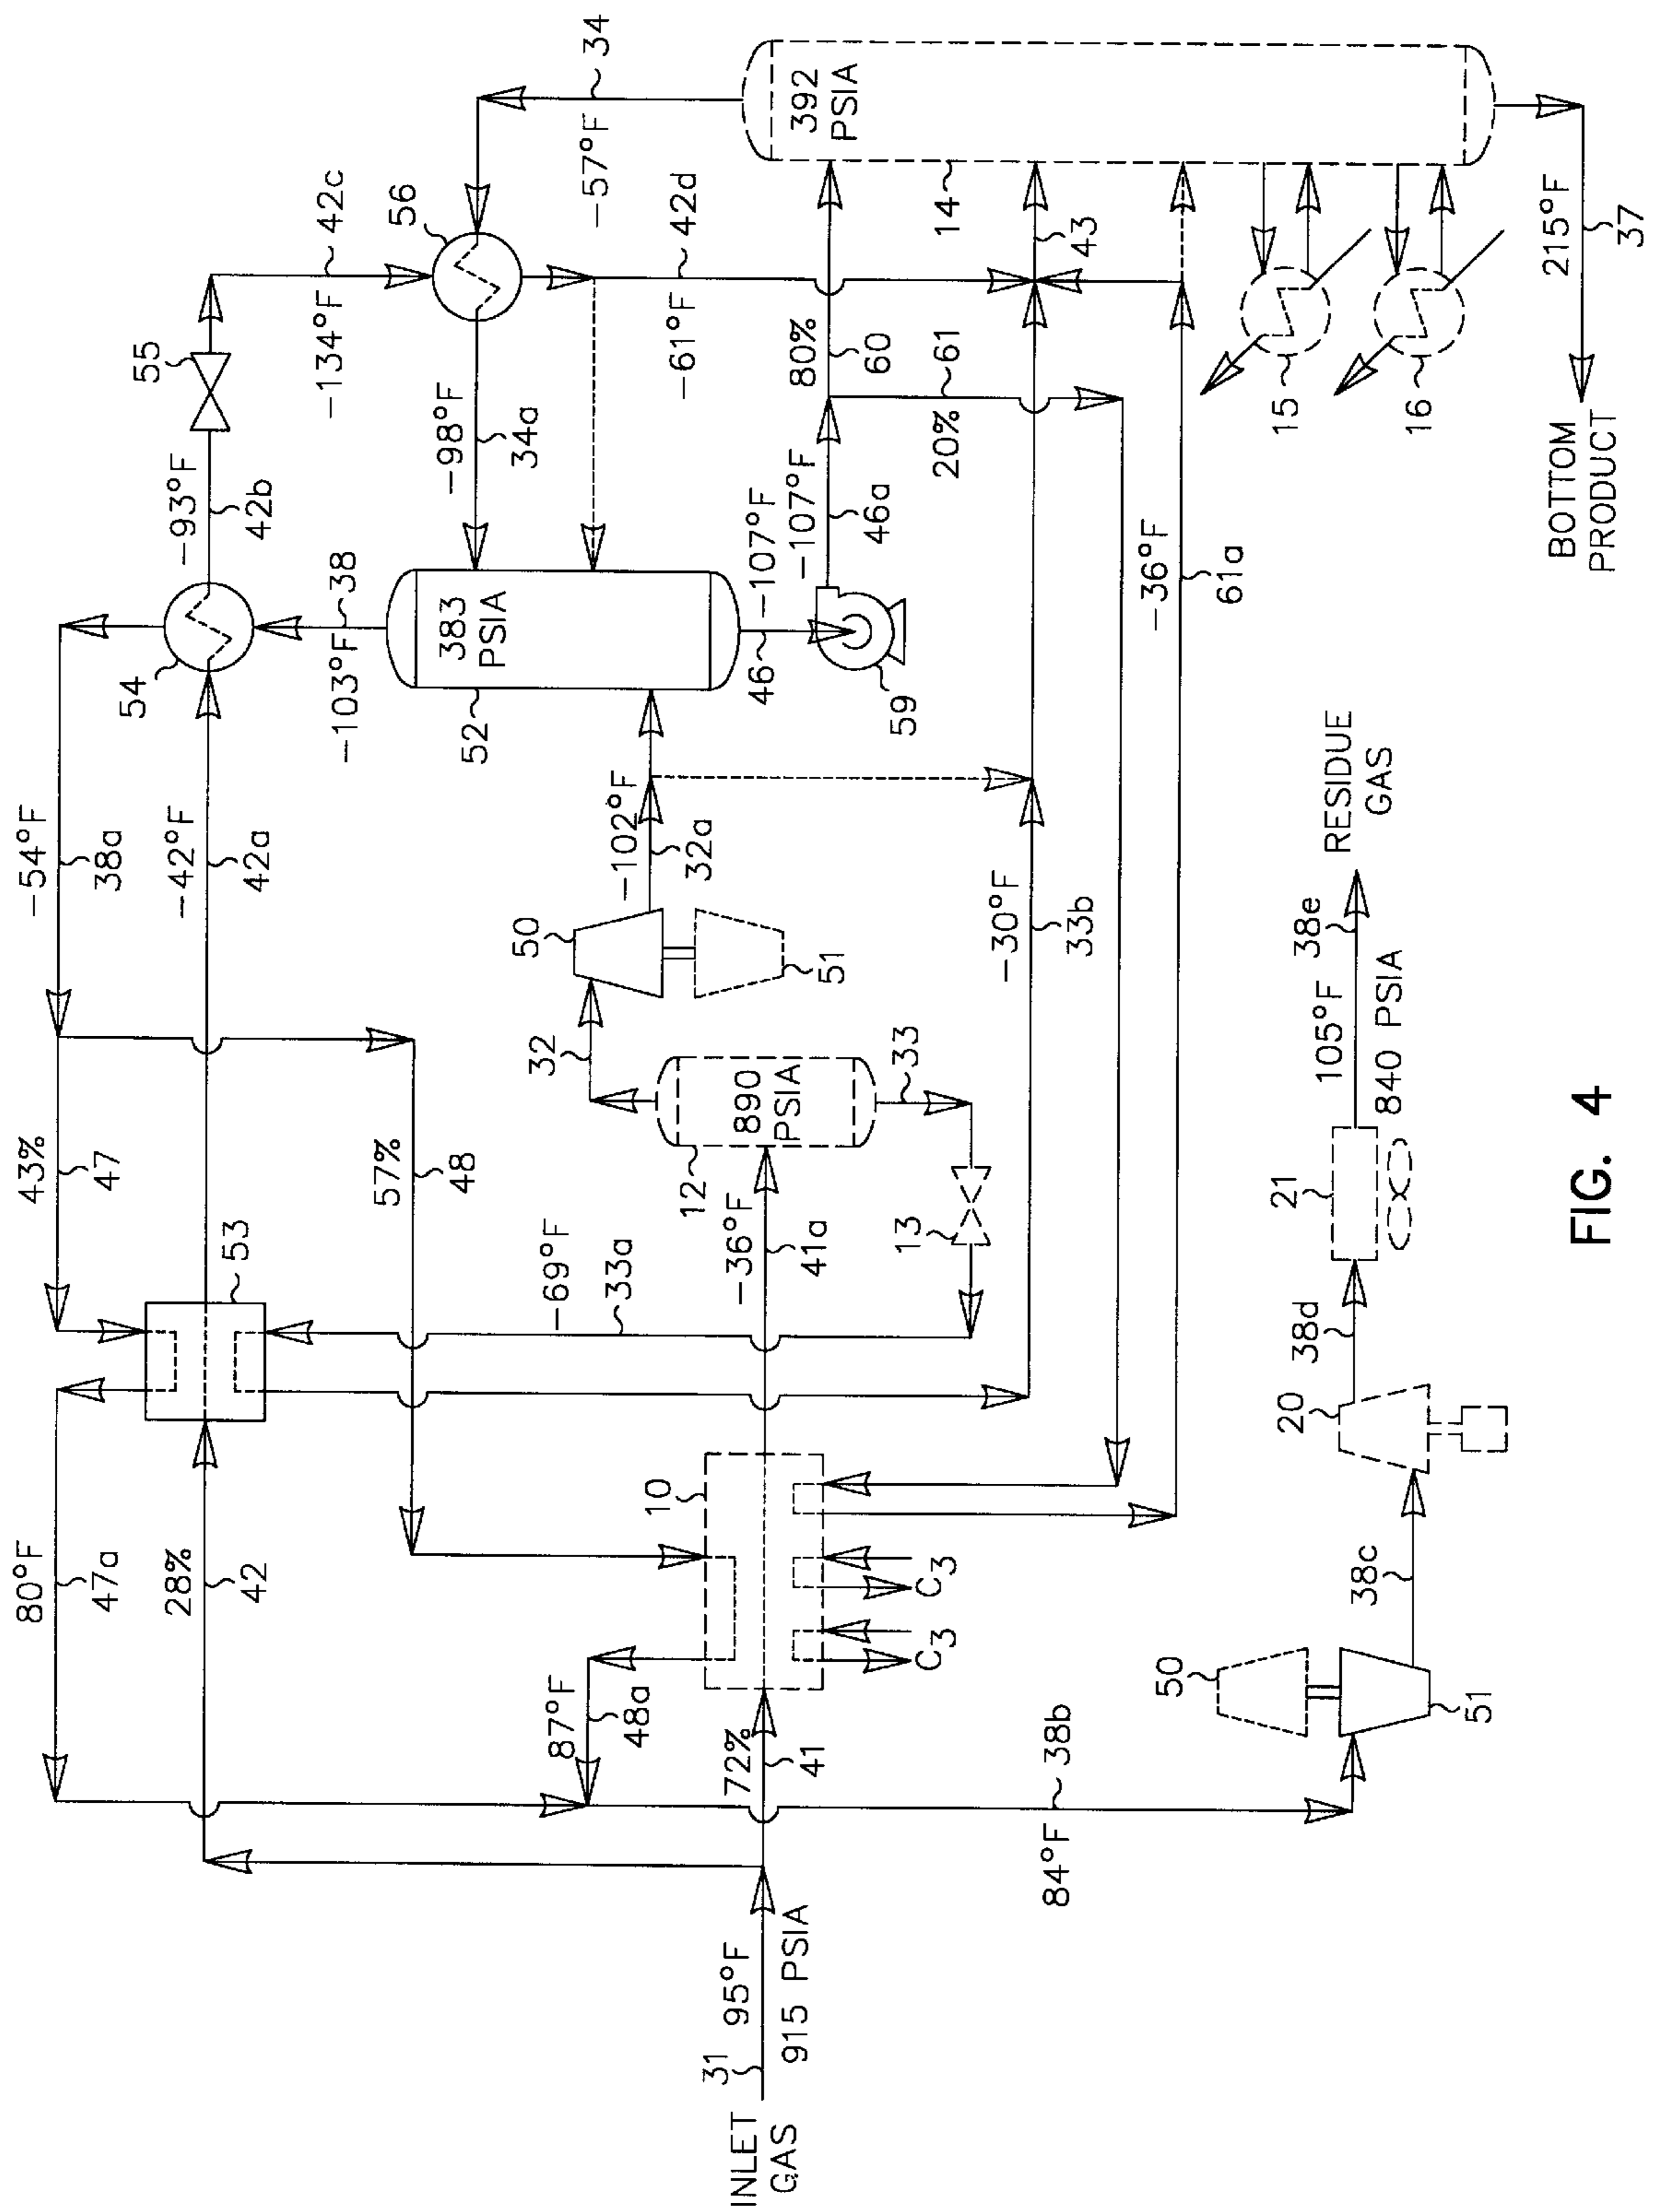 34
−57°F
392
PSIA
14
43
42c
−134°F
56
42d
−61°F
55
−93°F
42b
−98°F
34a
80%
60
61
20%
15
16
215°F
37
BOTTOM
PRODUCT
54
38
−103°F
383
PSIA
52
46
−107°F
−107°F
46a
59
−36°F
61a
−54°F
38a
−42°F
42a
−102°F
32a
50
51
−30°F
33b
43%
47
53
57%
48
32
890
PSIA
12
33
13
−69°F
33a
−36°F
41a
RESIDUE
GAS
105°F
38e
840 PSIA
21
38d
20
80°F
47a
28%
42
10
C3
C3
87°F
48a
72%
41
38c
50
51
84°F
38b
INLET
GAS
31
95°F
915 PSIA
FIG. 4